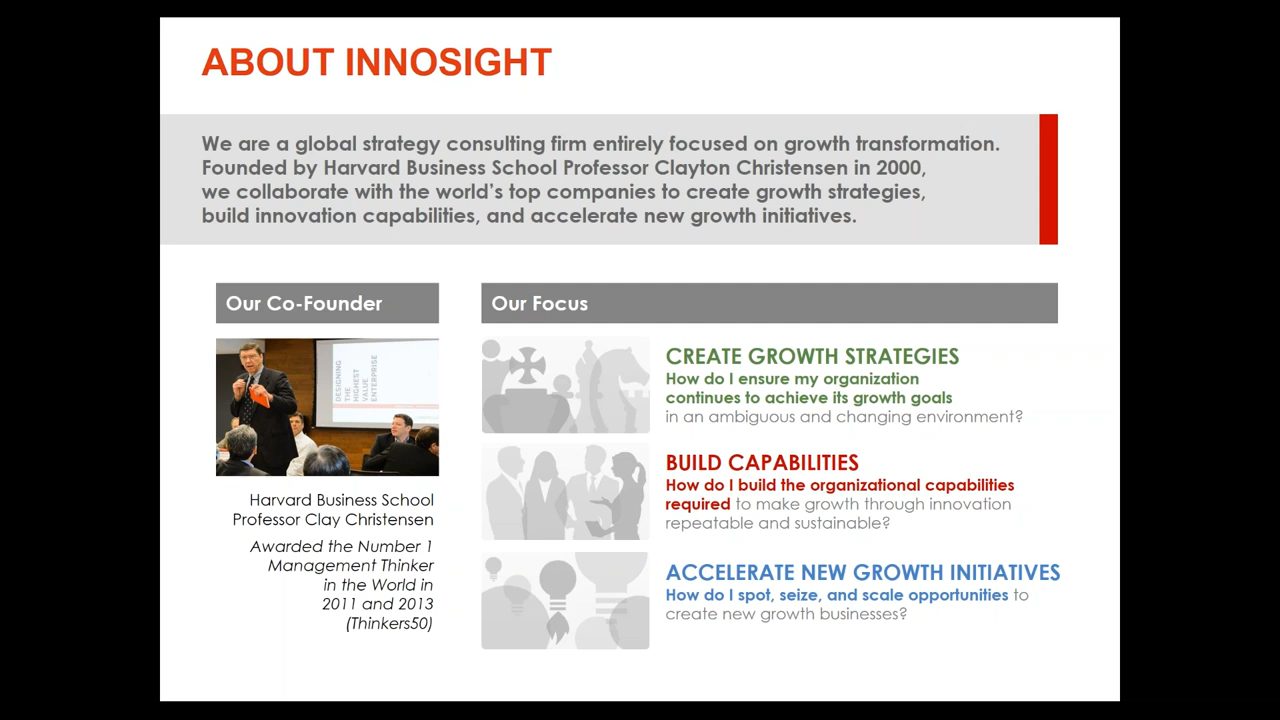 ABOUT INNOSIGHT
We are a global strategy consulting firm entirely focused on growth transformation.
Founded by Harvard Business School Professor Clayton Christensen in 2000,
we collaborate with the world's top companies to create growth strategies,
build innovation capabilities, and accelerate new growth initiatives.
Our Co-Founder
DESIGNING
THE
HIGHEST
VALUE
ENTERPRISE
Harvard Business School
Professor Clay Christensen
Awarded the Number 1
Management Thinker
in the World in
2011 and 2013
(Thinkers50)
Our Focus
CREATE GROWTH STRATEGIES
How do I ensure my organization
continues to achieve its growth goals
in an ambiguous and changing environment?
BUILD CAPABILITIES
How do I build the organizational capabilities
required to make growth through innovation
repeatable and sustainable?
ACCELERATE NEW GROWTH INITIATIVES
How do I spot, seize, and scale opportunities to
create new growth businesses?